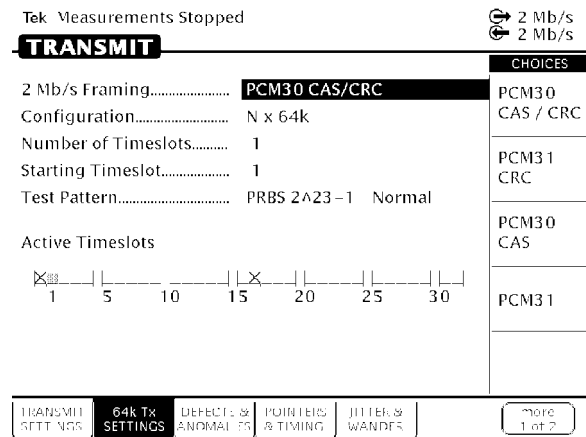 Tek Measurements Stopped
2 Mb/s
2 Mb/s
TRANSMIT
CHOICES
2 Mb/s Framing...................... PCM30 CAS/CRC
Configuration.......................... N x 64k
Number of Timeslots.......... 1
Starting Timeslot................... 1
Test Pattern............................... PRBS 2^23-1 Normal
Active Timeslots
1 5 10 15 20 25 30
PCM30
CAS / CRC
PCM31
CRC
PCM30
CAS
PCM31
TRANSMIT
SETTINGS
64k Tx
SETTINGS
DEFECTS &
ANOMALIES
POINTERS
& TIMING
JITTER &
WANDER
more
1 of 2